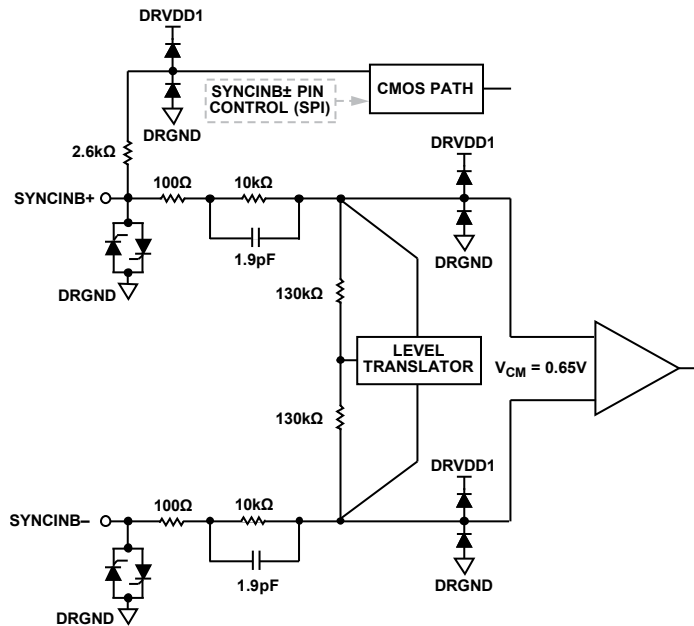 DRVDD1
SYNCINB± PIN
CONTROL (SPI)
CMOS PATH
DRGND
2.6kΩ
DRVDD1
100Ω
10kΩ
SYNCINB+
1.9pF
DRGND
DRGND
130kΩ
LEVEL
TRANSLATOR
VCM = 0.65V
130kΩ
DRVDD1
100Ω
10kΩ
SYNCINB–
1.9pF
DRGND
DRGND